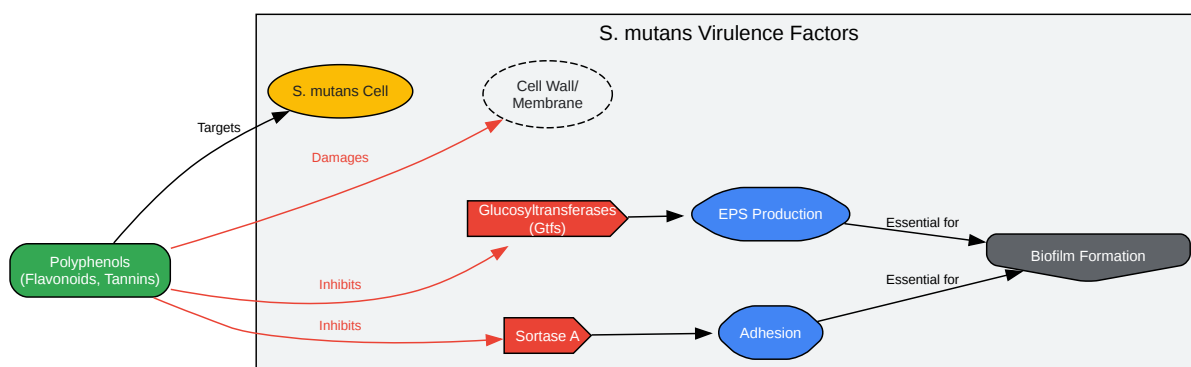 S. mutans Virulence Factors
S. mutans Cell
Cell Wall/
Membrane
Targets
Damages
Glucosyltransferases
(Gtfs)
EPS Production
Essential for
Biofilm Formation
Polyphenols
(Flavonoids, Tannins)
Inhibits
Essential for
Inhibits
Sortase A
Adhesion